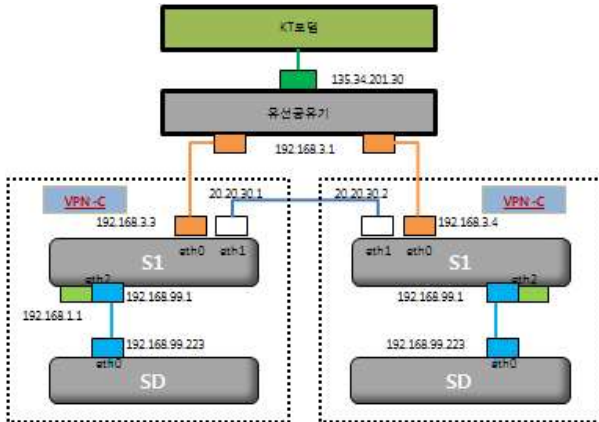 KT모뎀
135.34.201.30
유선공유기
192.168.3.1
VPN-C
20.20.30.1
20.20.30.2
VPN-C
192.168.3.3
192.168.3.4
eth0
eth1
eth1
eth0
S1
S1
eth2
eth2
192.168.99.1
192.168.99.1
192.168.1.1
192.168.99.223
192.168.99.223
eth0
eth0
SD
SD